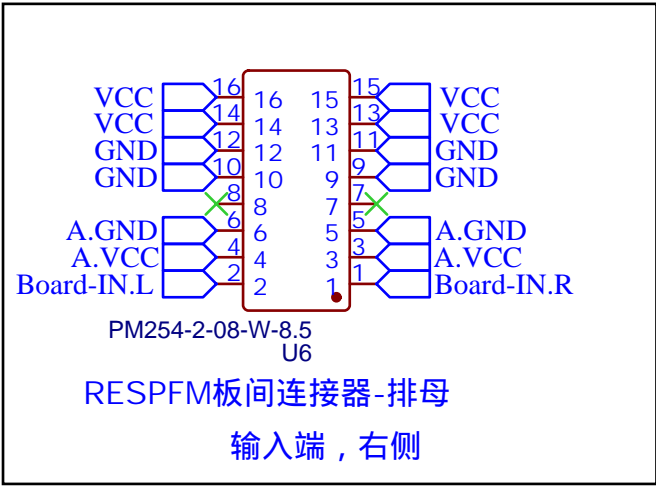 VCC 16 16 15 15 VCC
VCC 14 14 13 13 VCC
GND 12 12 11 11 GND
GND 10 10 9 9 GND
8 8 7 7
A.GND 6 6 5 5 A.GND
A.VCC 4 4 3 3 A.VCC
Board-IN.L 2 2 1 1 Board-IN.R
PM254-2-08-W-8.5
U6
RESPFM板间连接器-排母
输入端，右侧